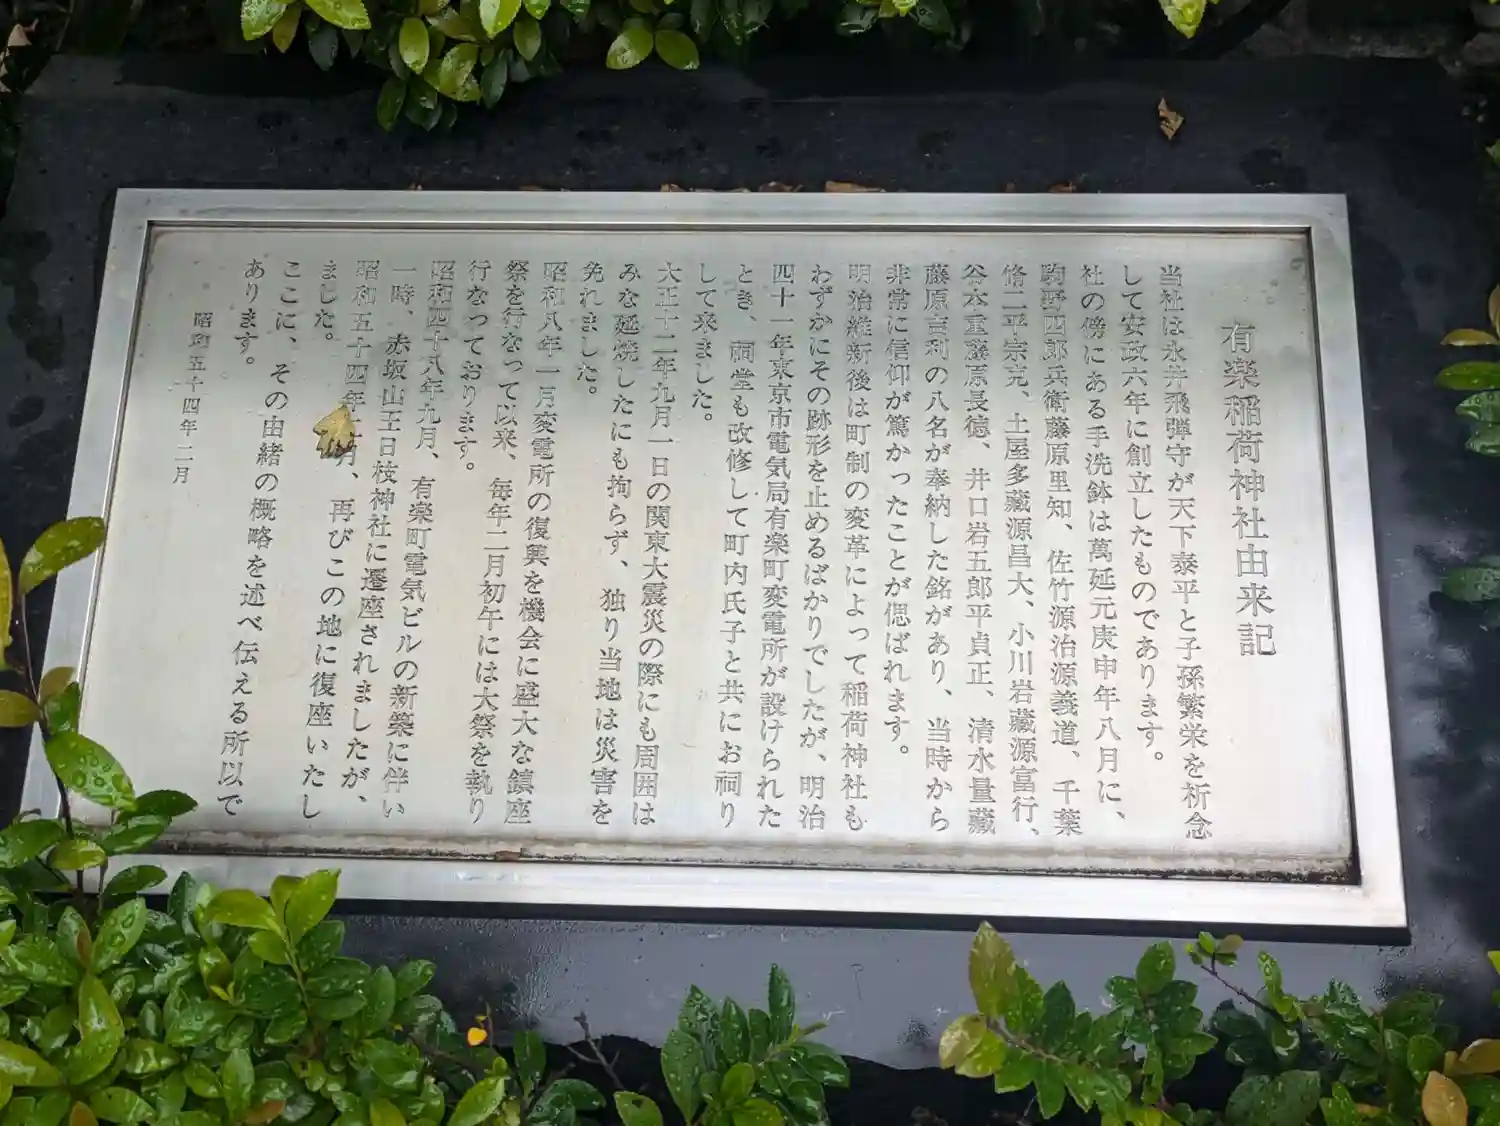 有楽稲荷神社由来記
当社は永井飛弾守が天下泰平と子孫繁栄を祈念
して安政六年に創立したものであります。
社の傍にある手洗鉢は萬延元庚申年八月に、
駒野四郎兵衛藤原里知、佐竹源治源義道、千葉
脩二平宗克、土屋多藏源昌大、小川岩藏源富行、
谷本重藤原長徳、井口岩五郎平貞正、清水量藏
藤原吉利の八名が奉納した銘があり、当時から
非常に信仰が篤かったことが偲ばれます。
明治維新後は町制の変革によって稲荷神社も
わずかにその跡形を止めるばかりでしたが、明治
四十一年東京市電気局有楽町変電所が設けられた
とき、祠堂も改修して町内氏子と共にお祠り
して来ました。
大正十二年九月一日の関東大震災の際にも周囲は
みな延焼したにも拘らず、独り当地は災害を
免れました。
昭和八年一月変電所の復興を機会に盛大な鎮座
祭を行なって以来、毎年二月初午には大祭を執り
行なっております。
昭和四十八年九月、有楽町電気ビルの新築に伴い
一時、赤坂山王日枝神社に遷座されましたが、
昭和五十四年 月、再びこの地に復座いたし
ました。
ここに、その由緒の概略を述べ伝える所以で
あります。
昭和五十四年二月